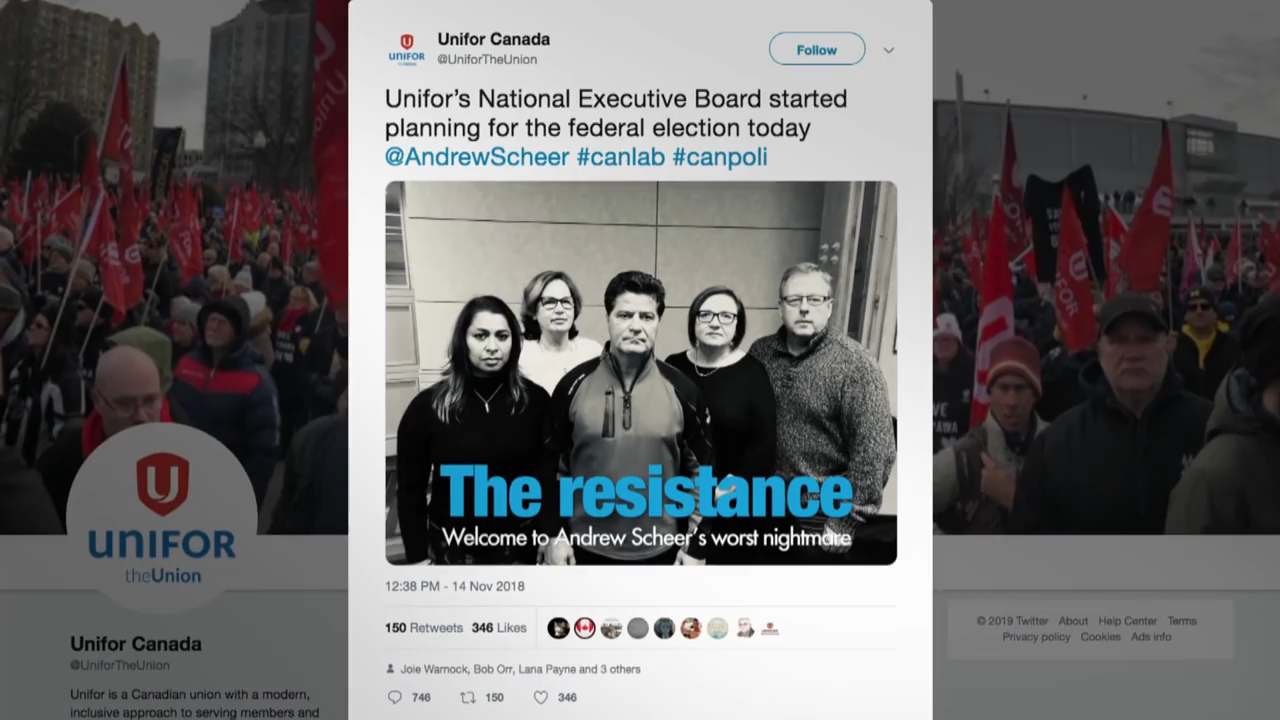 Unifor Canada
@UniforTheUnion
Follow
Unifor's National Executive Board started
planning for the federal election today
@AndrewScheer #canlab #canpoli
The resistance
Welcome to Andrew Scheer's worst nightmare
12:38 PM - 14 Nov 2018
150 Retweets 346 Likes
Joie Warnock, Bob Orr, Lana Payne and 3 others
746 150 346
UNIFOR
theUnion
Unifor Canada
@UniforTheUnion
Unifor is a Canadian union with a modern,
inclusive approach to serving members and
© 2019 Twitter About Help Center Terms
Privacy policy Cookies Ads info
UNIFOR